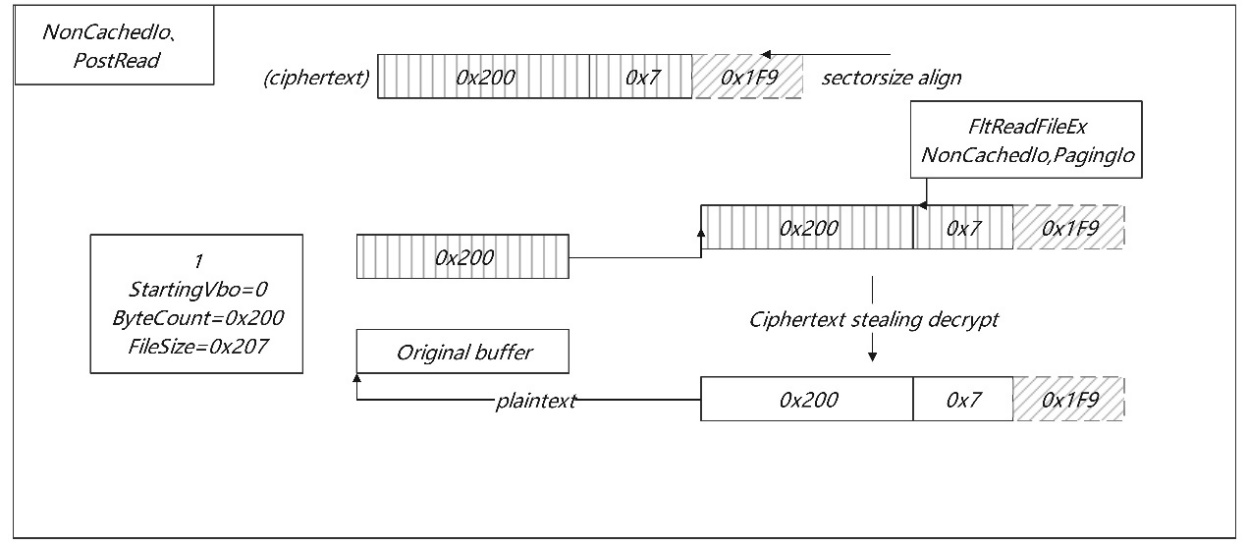 NonCachedIo、
PostRead
(ciphertext) 0x200 0x7 0x1F9 sectorsize align
FltReadFileEx
NonCachedIo,PagingIo
0x200 0x7 0x1F9
0x200
1
StartingVbo=0
ByteCount=0x200
FileSize=0x207
Ciphertext stealing decrypt
Original buffer
plaintext
0x200 0x7 0x1F9